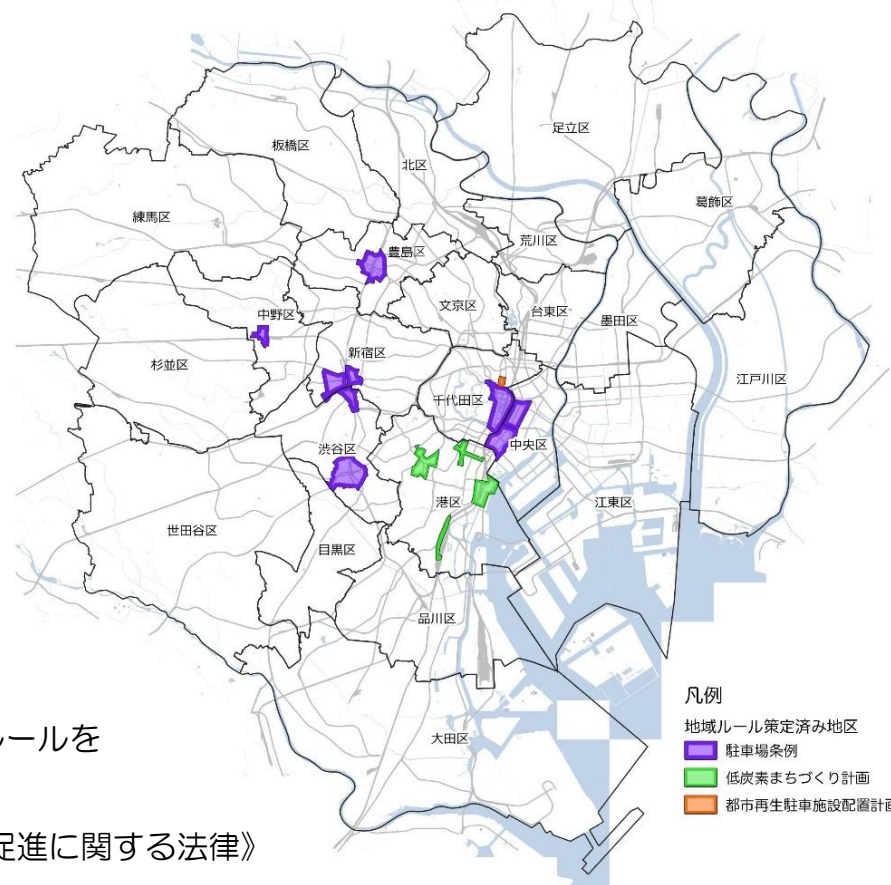 足立区
板橋区
北区
葛飾区
練馬区
荒川区
豊島区
文京区
台東区
中野区
墨田区
新宿区
杉並区
江戸川区
千代田区
中央区
渋谷区
港区
江東区
世田谷区
目黒区
品川区
大田区
凡例
地域ルール策定済み地区
駐車場条例
低炭素まちづくり計画
都市再生駐車施設配置計画
ルールを
促進に関する法律》